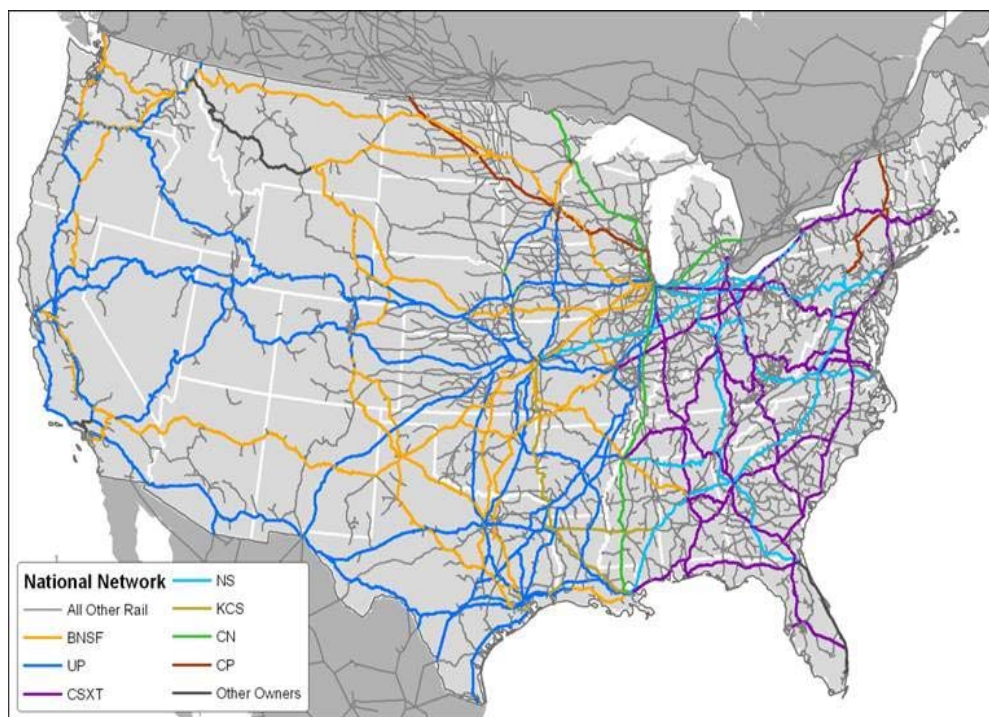 National Network
All Other Rail
BNSF
UP
CSXT
NS
KCS
CN
CP
Other Owners